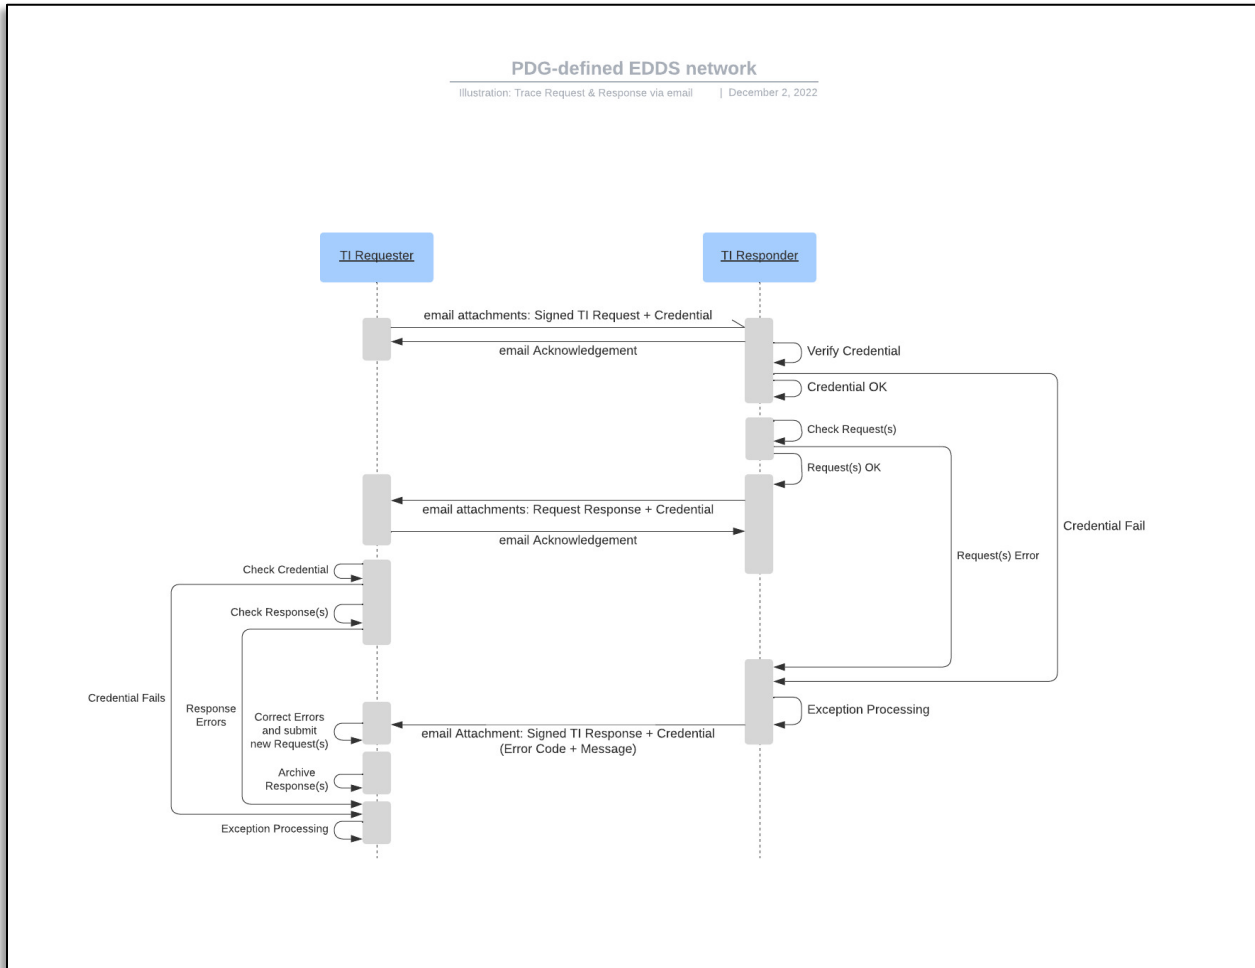 PDG-defined EDDS network
Illustration: Trace Request & Response via email | December 2, 2022
TI Requester
TI Responder
email attachments: Signed TI Request + Credential
email Acknowledgement
Verify Credential
Credential OK
Check Request(s)
Request(s) OK
email attachments: Request Response + Credential
email Acknowledgement
Credential Fail
Request(s) Error
Check Credential
Check Response(s)
Credential Fails
Response
Errors
Correct Errors
and submit
new Request(s)
Exception Processing
email Attachment: Signed TI Response + Credential
(Error Code + Message)
Archive
Response(s)
Exception Processing